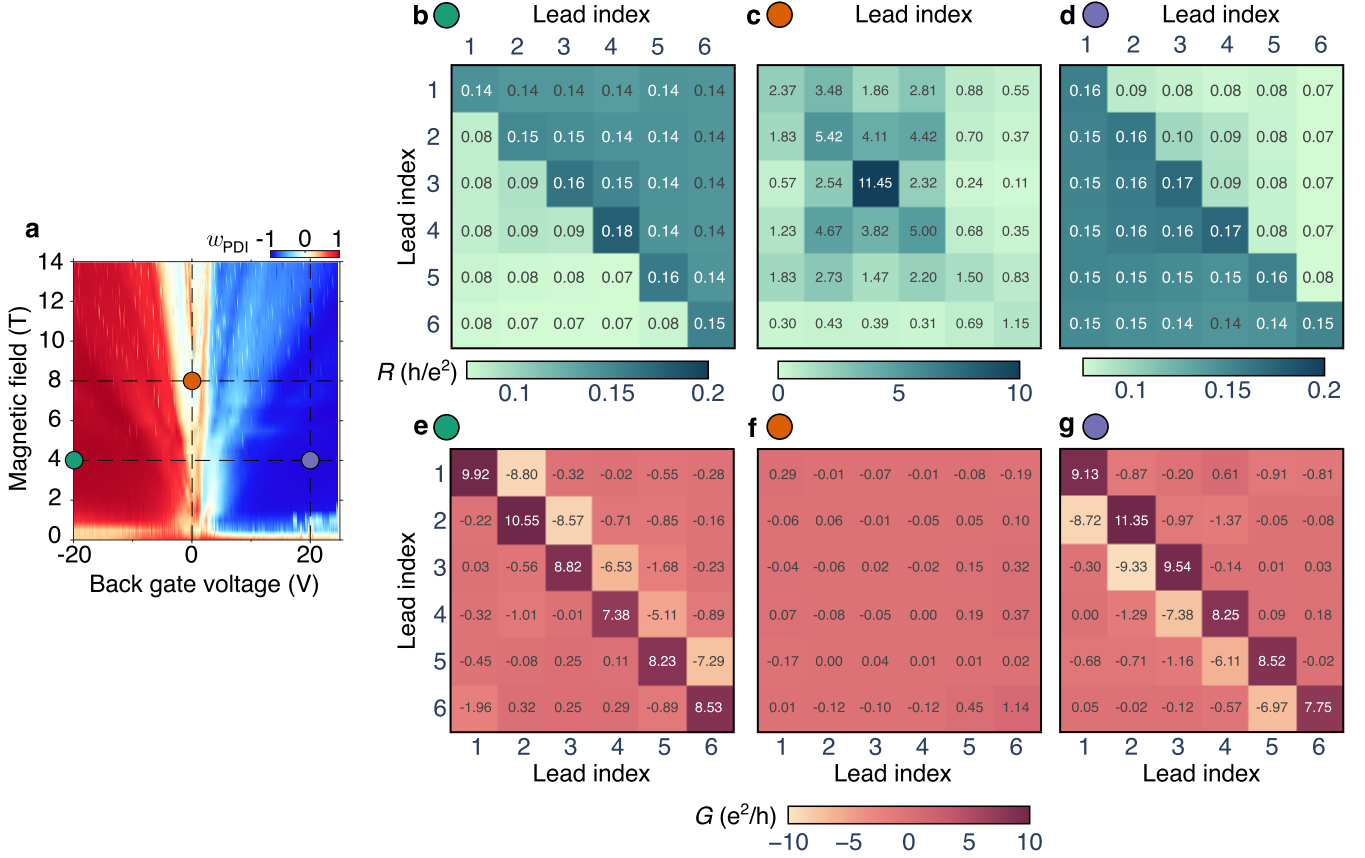 b Lead index
1 2 3 4 5 6
Lead index
1 0.14 0.14 0.14 0.14 0.14 0.14
2 0.08 0.15 0.15 0.14 0.14 0.14
3 0.08 0.09 0.16 0.15 0.14 0.14
4 0.08 0.09 0.09 0.18 0.14 0.14
5 0.08 0.08 0.08 0.07 0.16 0.14
6 0.08 0.07 0.07 0.07 0.08 0.15
R (h/e²) 0.1 0.15 0.2
c Lead index
2.37 3.48 1.86 2.81 0.88 0.55
1.83 5.42 4.11 4.42 0.70 0.37
0.57 2.54 11.45 2.32 0.24 0.11
1.23 4.67 3.82 5.00 0.68 0.35
1.83 2.73 1.47 2.20 1.50 0.83
0.30 0.43 0.39 0.31 0.69 1.15
0 5 10
d Lead index
1 2 3 4 5 6
0.16 0.09 0.08 0.08 0.08 0.07
0.15 0.16 0.10 0.09 0.08 0.07
0.15 0.16 0.17 0.09 0.08 0.07
0.15 0.16 0.16 0.17 0.08 0.07
0.15 0.15 0.15 0.15 0.16 0.08
0.15 0.15 0.14 0.14 0.14 0.15
0.1 0.15 0.2
a wPDI -1 0 1
Magnetic field (T)
14
12
10
8
6
4
2
0
-20 0 20
Back gate voltage (V)
e
Lead index
1 9.92 -8.80 -0.32 -0.02 -0.55 -0.28
2 -0.22 10.55 -8.57 -0.71 -0.85 -0.16
3 0.03 -0.56 8.82 -6.53 -1.68 -0.23
4 -0.32 -1.01 -0.01 7.38 -5.11 -0.89
5 -0.45 -0.08 0.25 0.11 8.23 -7.29
6 -1.96 0.32 0.25 0.29 -0.89 8.53
1 2 3 4 5 6
Lead index
f
0.29 -0.01 -0.07 -0.01 -0.08 -0.19
-0.06 0.06 -0.01 -0.05 0.05 0.10
-0.04 -0.06 0.02 -0.02 0.15 0.32
0.07 -0.08 -0.05 0.00 0.19 0.37
-0.17 0.00 0.04 0.01 0.01 0.02
0.01 -0.12 -0.10 -0.12 0.45 1.14
1 2 3 4 5 6
Lead index
g
9.13 -0.87 -0.20 0.61 -0.91 -0.81
-8.72 11.35 -0.97 -1.37 -0.05 -0.08
-0.30 -9.33 9.54 -0.14 0.01 0.03
0.00 -1.29 -7.38 8.25 0.09 0.18
-0.68 -0.71 -1.16 -6.11 8.52 -0.02
0.05 -0.02 -0.12 -0.57 -6.97 7.75
1 2 3 4 5 6
Lead index
G (e²/h) −10 −5 0 5 10